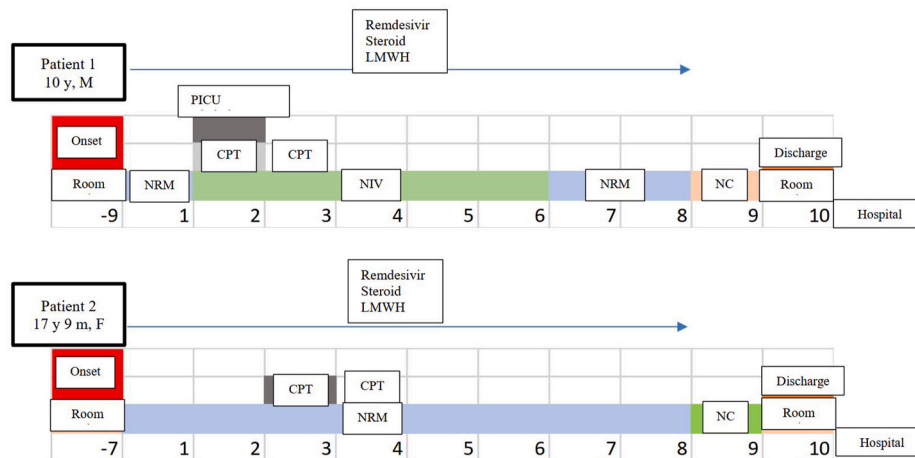 Remdesivir
Steroid
LMWH
Patient 1
10 y, M
PICU
Onset
CPT
CPT
Discharge
Room
NRM
NIV
NRM
NC
Room
-9 1 2 3 4 5 6 7 8 9 10
Hospital
Remdesivir
Steroid
LMWH
Patient 2
17 y 9 m, F
Onset
CPT
CPT
Discharge
Room
NRM
NC
Room
-7 1 2 3 4 5 6 7 8 9 10
Hospital